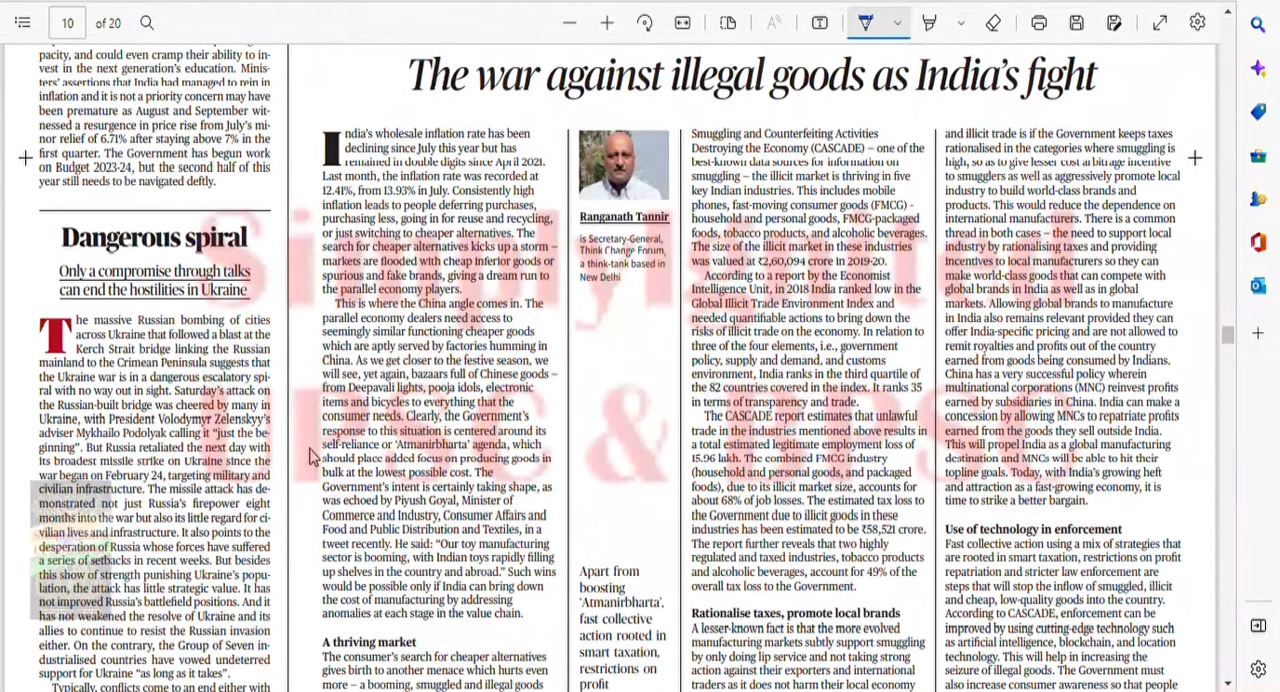 10 of 20
pacity, and could even cramp their ability to in-
vest in the next generation's education. Minis-
ters' assertions that India had managed to rein in
inflation and it is not a priority concern may have
been premature as August and September wit-
nessed a resurgence in price rise from July's mi-
nor relief of 6.71% after staying above 7% in the
first quarter. The Government has begun work
on Budget 2023-24, but the second half of this
year still needs to be navigated deftly.
Dangerous spiral
Only a compromise through talks
can end the hostilities in Ukraine
The massive Russian bombing of cities
across Ukraine that followed a blast at the
Kerch Strait bridge linking the Russian
mainland to the Crimean Peninsula suggests that
the Ukraine war is in a dangerous escalatory spi-
ral with no way out in sight. Saturday's attack on
the Russian-built bridge was cheered by many in
Ukraine, with President Volodymyr Zelenskyy's
adviser Mykhailo Podolyak calling it "just the be-
ginning". But Russia retaliated the next day with
its broadest missile strike on Ukraine since the
war began on February 24, targeting military and
civilian infrastructure. The missile attack has de-
monstrated not just Russia's firepower eight
months into the war but also its little regard for ci-
vilian lives and infrastructure. It also points to the
desperation of Russia whose forces have suffered
a series of setbacks in recent weeks. But besides
this show of strength punishing Ukraine's popu-
lation, the attack has little strategic value. It has
not improved Russia's battlefield positions. And it
has not weakened the resolve of Ukraine and its
allies to continue to resist the Russian invasion
either. On the contrary, the Group of Seven in-
dustrialised countries have vowed undeterred
support for Ukraine "as long as it takes".
Typically, conflicts come to an end either with
The war against illegal goods as India's fight
India's wholesale inflation rate has been
declining since July this year but has
remained in double digits since April 2021.
Last month, the inflation rate was recorded at
12.41%, from 13.93% in July. Consistently high
inflation leads to people deferring purchases,
purchasing less, going in for reuse and recycling,
or just switching to cheaper alternatives. The
search for cheaper alternatives kicks up a storm –
markets are flooded with cheap inferior goods or
spurious and fake brands, giving a dream run to
the parallel economy players.
This is where the China angle comes in. The
parallel economy dealers need access to
seemingly similar functioning cheaper goods
which are aptly served by factories humming in
China. As we get closer to the festive season, we
will see, yet again, bazaars full of Chinese goods –
from Deepavali lights, pooja idols, electronic
items and bicycles to everything that the
consumer needs. Clearly, the Government's
response to this situation is centered around its
self-reliance or 'Atmanirbharta' agenda, which
should place added focus on producing goods in
bulk at the lowest possible cost. The
Government's intent is certainly taking shape, as
was echoed by Piyush Goyal, Minister of
Commerce and Industry, Consumer Affairs and
Food and Public Distribution and Textiles, in a
tweet recently. He said: "Our toy manufacturing
sector is booming, with Indian toys rapidly filling
up shelves in the country and abroad." Such wins
would be possible only if India can bring down
the cost of manufacturing by addressing
anomalies at each stage in the value chain.
A thriving market
The consumer's search for cheaper alternatives
gives birth to another menace which hurts even
more – a booming, smuggled and illegal goods
Ranganath Tannir
is Secretary-General,
Think Change Forum,
a think-tank based in
New Delhi
Apart from
boosting
'Atmanirbharta',
fast collective
action rooted in
smart taxation,
restrictions on
profit
Smuggling and Counterfeiting Activities
Destroying the Economy (CASCADE) – one of the
best-known data sources for information on
smuggling – the illicit market is thriving in five
key Indian industries. This includes mobile
phones, fast-moving consumer goods (FMCG) -
household and personal goods, FMCG-packaged
foods, tobacco products, and alcoholic beverages.
The size of the illicit market in these industries
was valued at ₹2,60,094 crore in 2019-20.
According to a report by the Economist
Intelligence Unit, in 2018 India ranked low in the
Global Illicit Trade Environment Index and
needed quantifiable actions to bring down the
risks of illicit trade on the economy. In relation to
three of the four elements, i.e., government
policy, supply and demand, and customs
environment, India ranks in the third quartile of
the 82 countries covered in the index. It ranks 35
in terms of transparency and trade.
The CASCADE report estimates that unlawful
trade in the industries mentioned above results in
a total estimated legitimate employment loss of
15.96 lakh. The combined FMCG industry
(household and personal goods, and packaged
foods), due to its illicit market size, accounts for
about 68% of job losses. The estimated tax loss to
the Government due to illicit goods in these
industries has been estimated to be ₹58,521 crore.
The report further reveals that two highly
regulated and taxed industries, tobacco products
and alcoholic beverages, account for 49% of the
overall tax loss to the Government.
Rationalise taxes, promote local brands
A lesser-known fact is that the more evolved
manufacturing markets subtly support smuggling
by only doing lip service and not taking strong
action against their exporters and international
traders as it does not harm their local economy
and illicit trade is if the Government keeps taxes
rationalised in the categories where smuggling is
high, so as to give lesser cost arbitrage incentive
to smugglers as well as aggressively promote local
industry to build world-class brands and
products. This would reduce the dependence on
international manufacturers. There is a common
thread in both cases – the need to support local
industry by rationalising taxes and providing
incentives to local manufacturers so they can
make world-class goods that can compete with
global brands in India as well as in global
markets. Allowing global brands to manufacture
in India also remains relevant provided they can
offer India-specific pricing and are not allowed to
remit royalties and profits out of the country
earned from goods being consumed by Indians.
China has a very successful policy wherein
multinational corporations (MNC) reinvest profits
earned by subsidiaries in China. India can make a
concession by allowing MNCs to repatriate profits
earned from the goods they sell outside India.
This will propel India as a global manufacturing
destination and MNCs will be able to hit their
topline goals. Today, with India's growing heft
and attraction as a fast-growing economy, it is
time to strike a better bargain.
Use of technology in enforcement
Fast collective action using a mix of strategies that
are rooted in smart taxation, restrictions on profit
repatriation and stricter law enforcement are
steps that will stop the inflow of smuggled, illicit
and cheap, low-quality goods into the country.
According to CASCADE, enforcement can be
improved by using cutting-edge technology such
as artificial intelligence, blockchain, and location
technology. This will help in increasing the
seizure of illegal goods. The Government must
also increase consumer awareness so that people